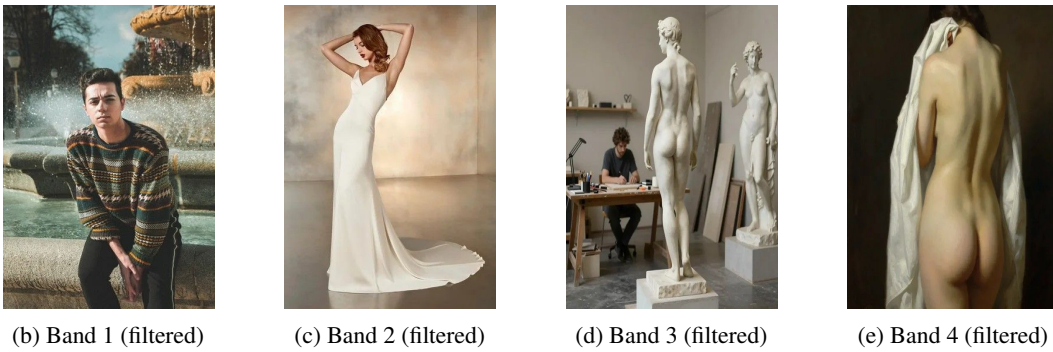 (b) Band 1 (filtered)
(c) Band 2 (filtered)
(d) Band 3 (filtered)
(e) Band 4 (filtered)